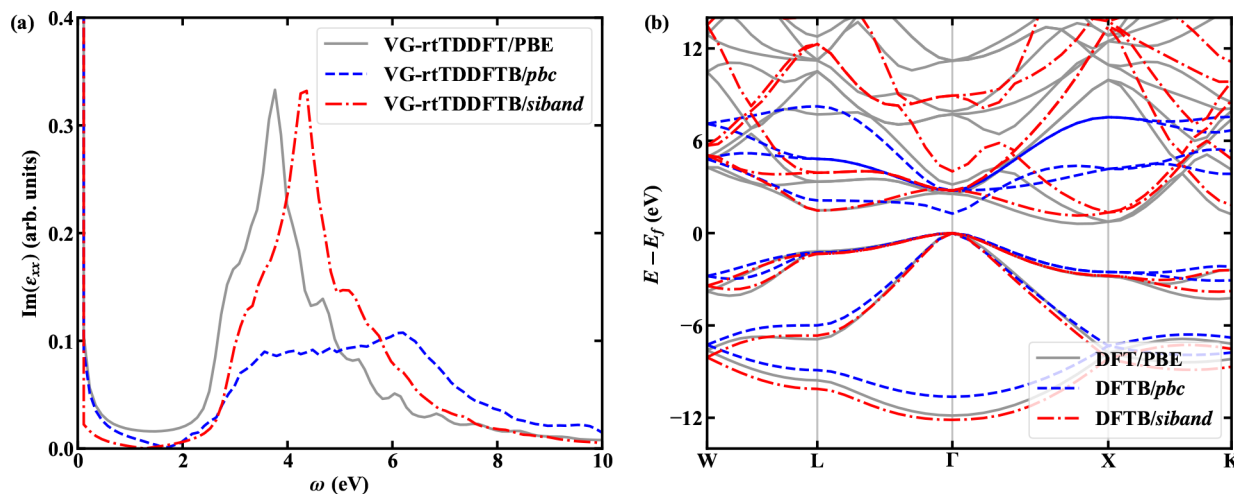 (a)
Im(εxx) (arb. units)
0.4
0.3
0.2
0.1
0.0
VG-rtTDDFT/PBE
VG-rtTDDFTB/pbc
VG-rtTDDFTB/siband
0 2 4 6 8 10
ω (eV)
(b)
E − Ef (eV)
12
6
0
−6
−12
DFT/PBE
DFTB/pbc
DFTB/siband
W L Γ X K